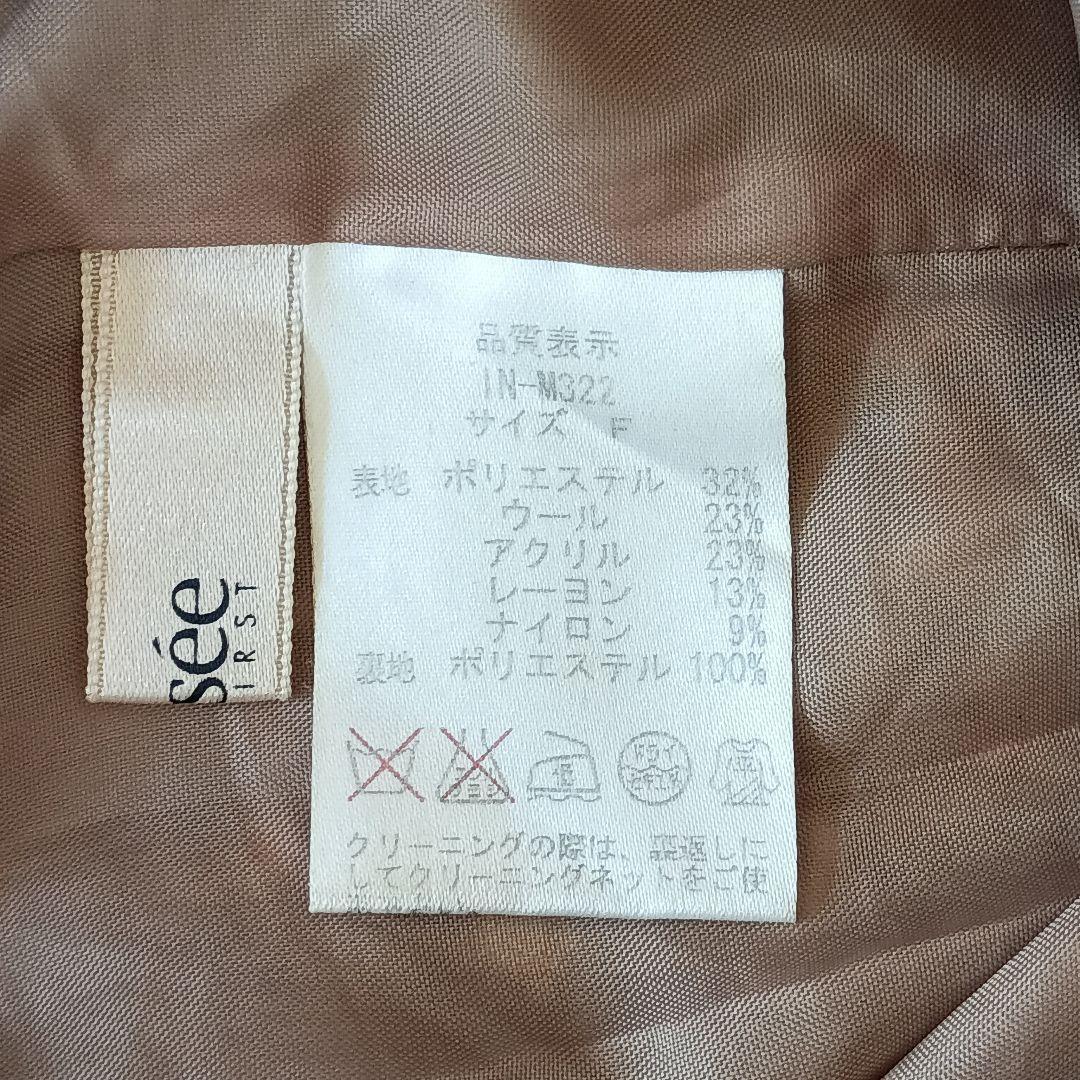 sée
IRST
品質表示
IN-M322
サイズ F
表地 ポリエステル 32%
ウール 23%
アクリル 23%
レーヨン 13%
ナイロン 9%
裏地 ポリエステル 100%
クリーニングの際は、裏返しに
してクリーニングネットをご使